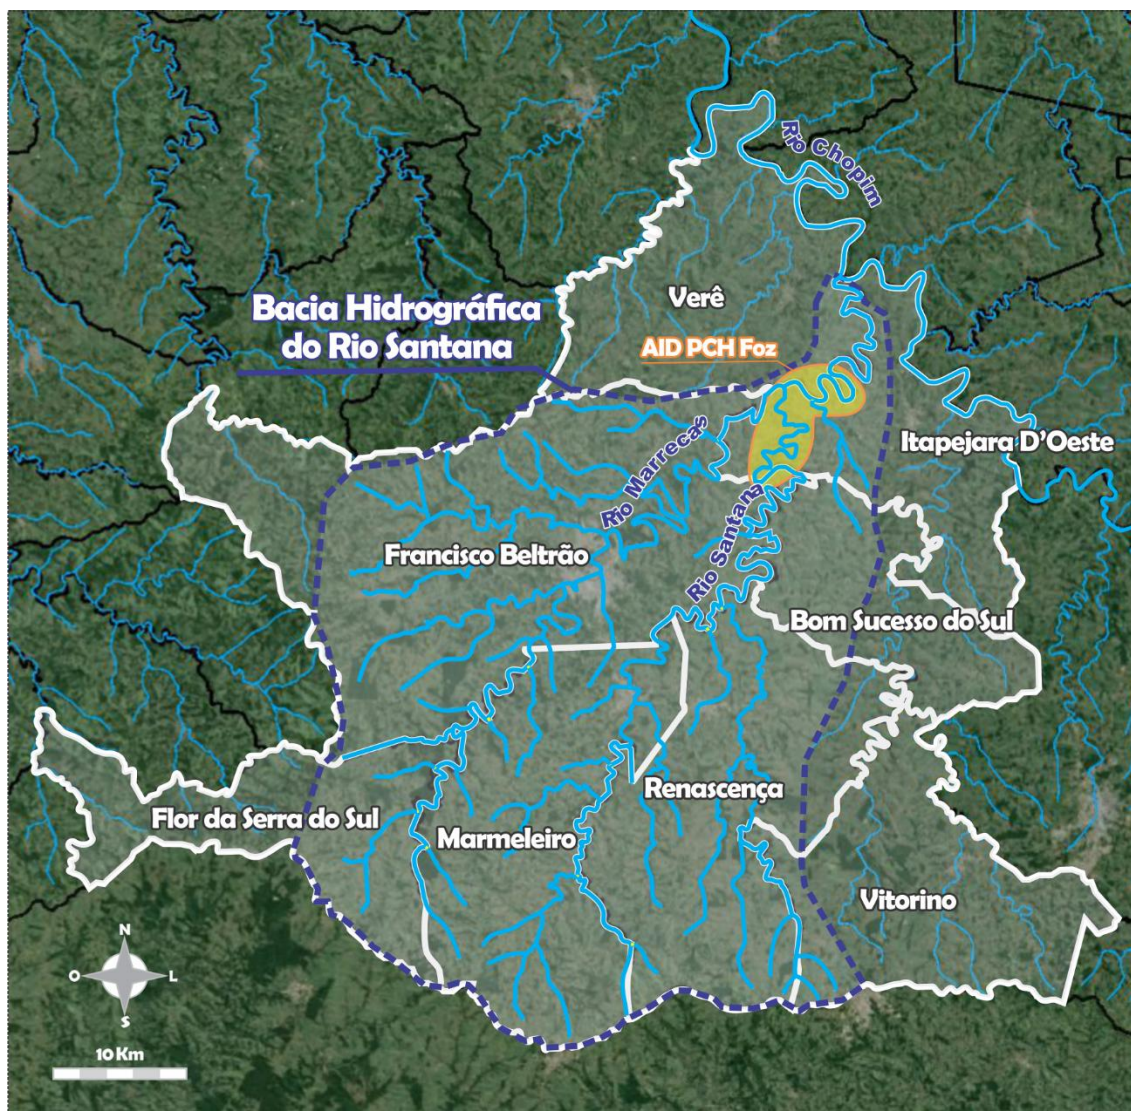 Rio Chopim
Verê
Bacia Hidrográfica
do Rio Santana
AID PCH Foz
Itapejara D'Oeste
Rio Marrecas
Rio Santana
Francisco Beltrão
Bom Sucesso do Sul
Renascença
Flor da Serra do Sul
Marmeleiro
Vitorino
N
O
L
S
10 Km